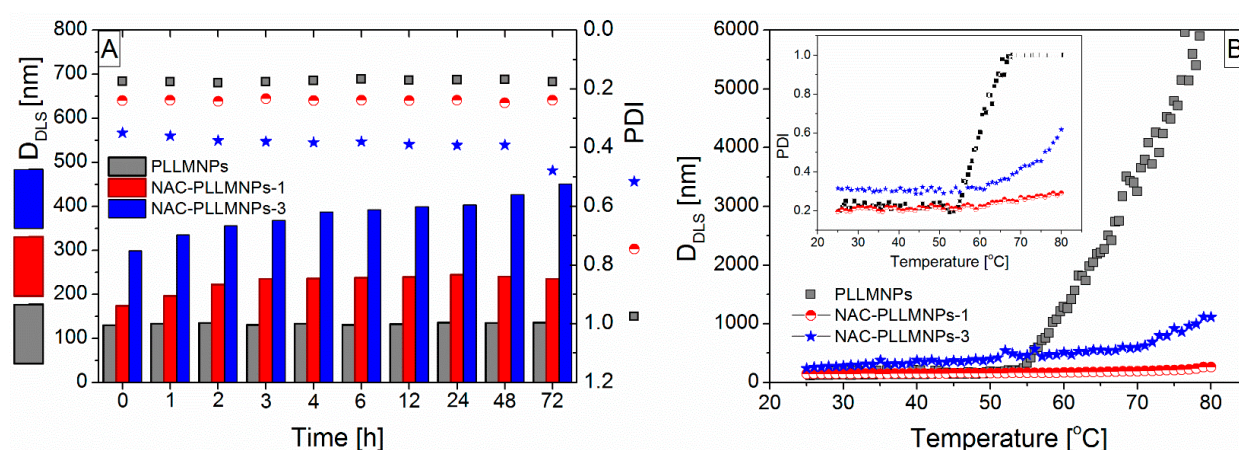 A
D_DLS [nm]
800
700
600
500
400
300
200
100
0
0 1 2 3 4 6 12 24 48 72
Time [h]
PLLMNPs
NAC-PLLMNPs-1
NAC-PLLMNPs-3
0.0
0.2
0.4
0.6
0.8
1.0
1.2
PDI
B
D_DLS [nm]
6000
5000
4000
3000
2000
1000
0
20 30 40 50 60 70 80
Temperature [°C]
PDI
1.0
0.8
0.6
0.4
0.2
20 30 40 50 60 70 80
Temperature [°C]
PLLMNPs
NAC-PLLMNPs-1
NAC-PLLMNPs-3